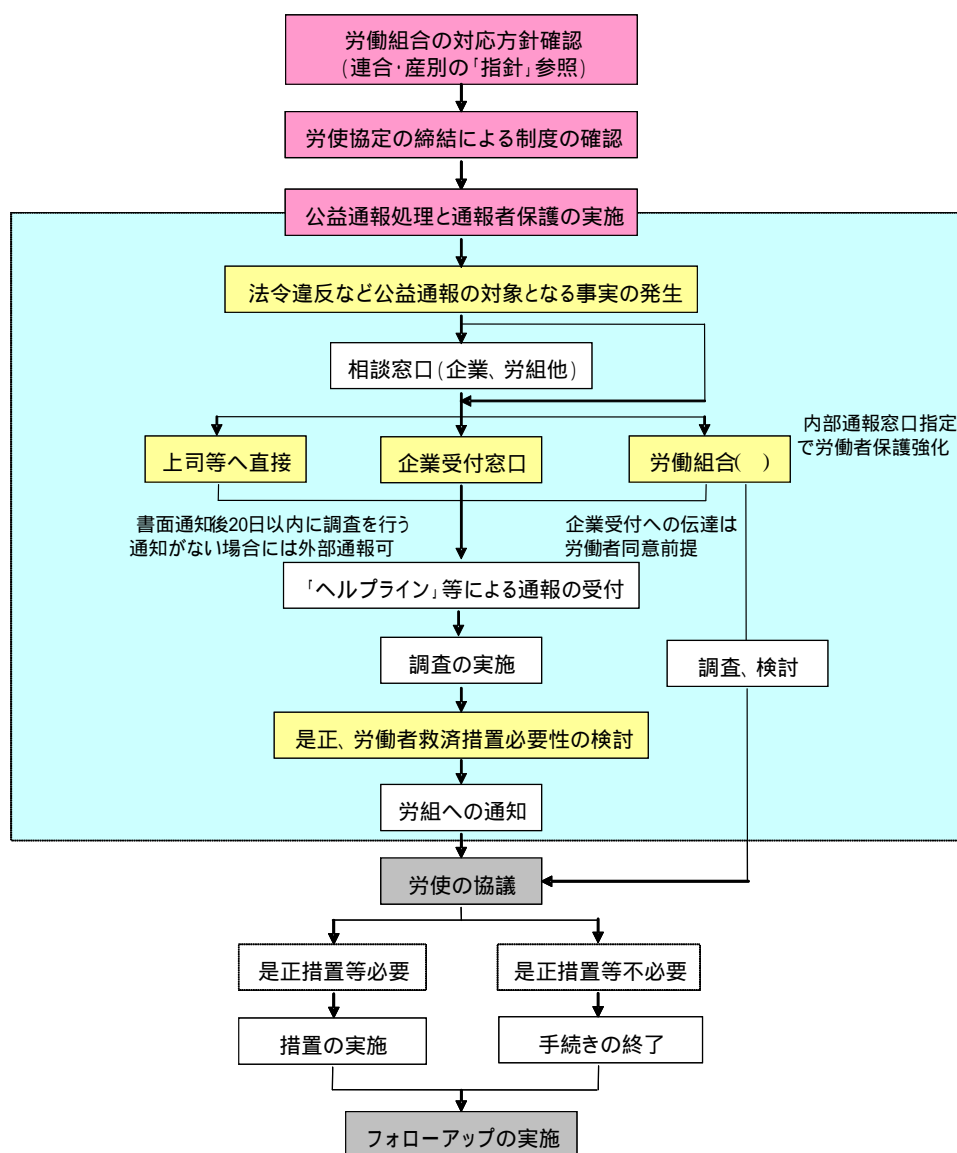 労働組合の対応方針確認
(連合・産別の「指針」参照)
労使協定の締結による制度の確認
公益通報処理と通報者保護の実施
法令違反など公益通報の対象となる事実の発生
相談窓口(企業、労組他)
内部通報窓口指定
で労働者保護強化
上司等へ直接
企業受付窓口
労働組合( )
書面通知後20日以内に調査を行う
通知がない場合には外部通報可
企業受付への伝達は
労働者同意前提
「ヘルプライン」等による通報の受付
調査の実施
調査、検討
是正、労働者救済措置必要性の検討
労組への通知
労使の協議
是正措置等必要
是正措置等不必要
措置の実施
手続きの終了
フォローアップの実施